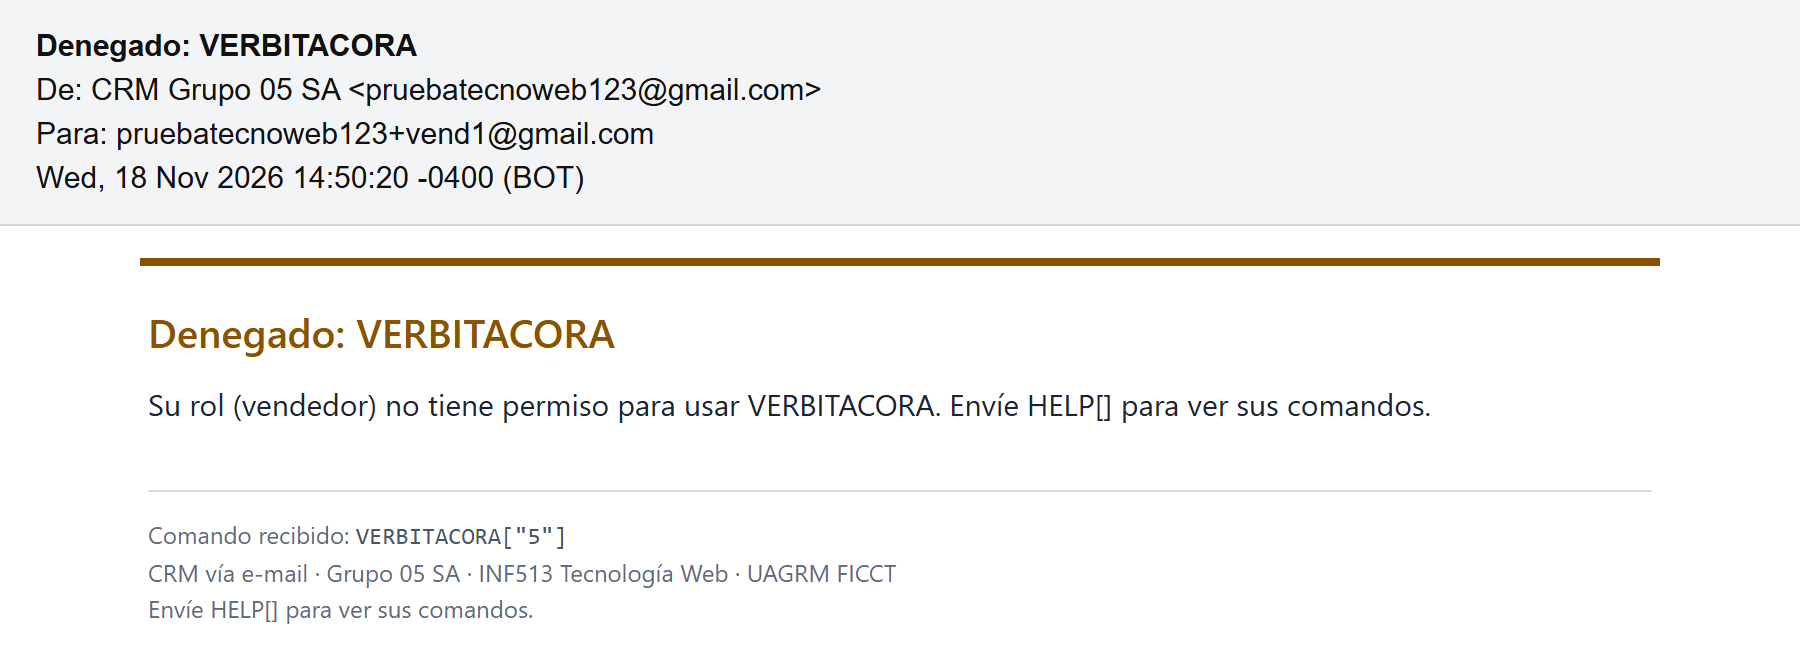 Denegado: VERBITACORA
De: CRM Grupo 05 SA <pruebatecnoweb123@gmail.com>
Para: pruebatecnoweb123+vend1@gmail.com
Wed, 18 Nov 2026 14:50:20 -0400 (BOT)
Denegado: VERBITACORA
Su rol (vendedor) no tiene permiso para usar VERBITACORA. Envíe HELP[] para ver sus comandos.
Comando recibido: VERBITACORA["5"]
CRM vía e-mail · Grupo 05 SA · INF513 Tecnología Web · UAGRM FICCT
Envíe HELP[] para ver sus comandos.